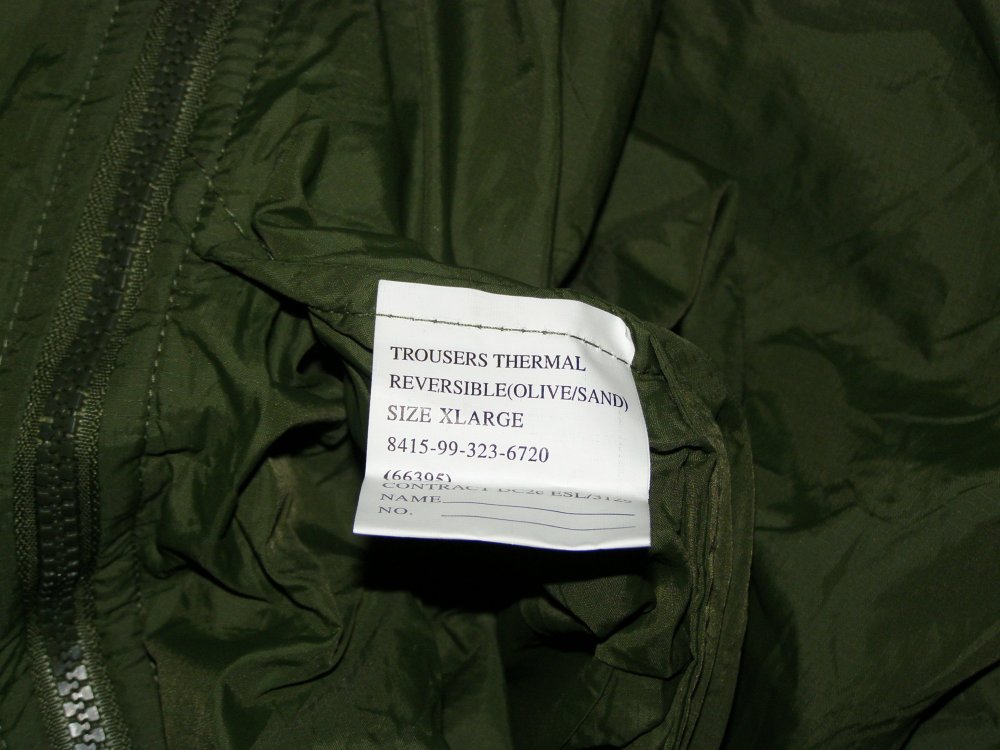 TROUSERS THERMAL
REVERSIBLE(OLIVE/SAND)
SIZE XLARGE
8415-99-323-6720
(66395)
CONTRACT
NAME
NO.